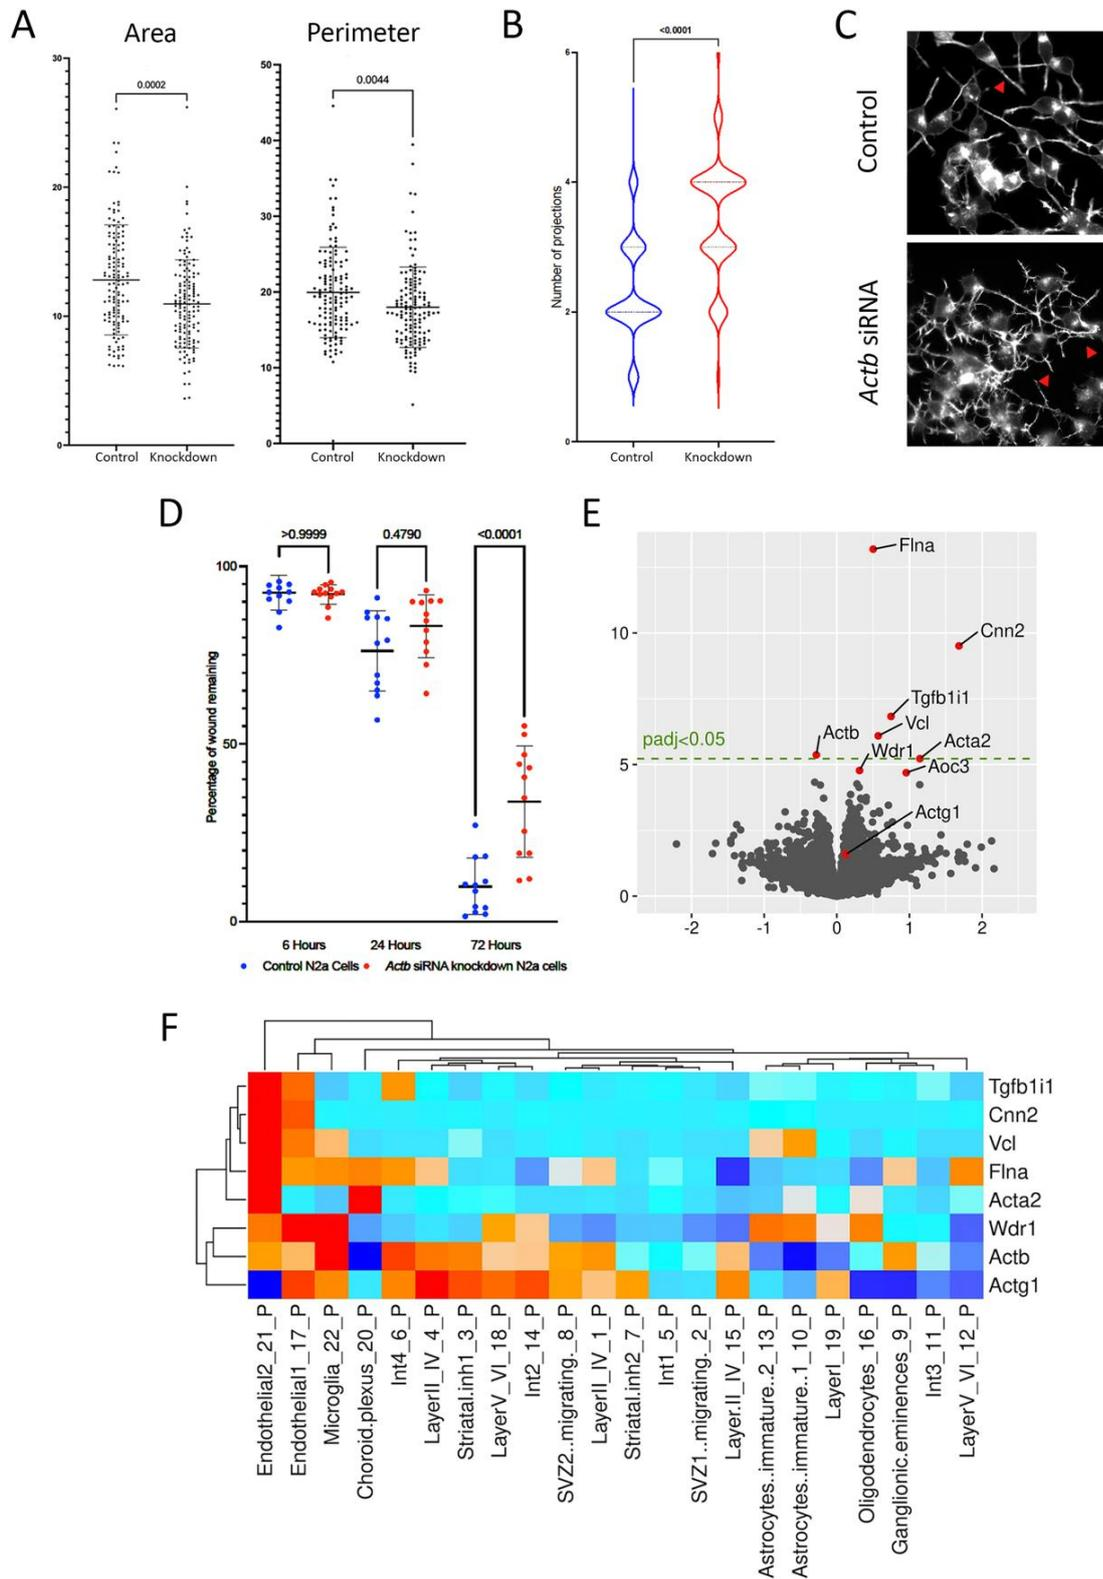 A
Area
Perimeter
30
20
10
0
0.0002
Control Knockdown
50
40
30
20
10
0
0.0044
Control Knockdown
B
<0.0001
Number of projections
6
4
2
0
Control Knockdown
C
Control
Actb siRNA
D
>0.9999 0.4790 <0.0001
Percentage of wound remaining
100
50
0
6 Hours 24 Hours 72 Hours
Control N2a Cells Actb siRNA knockdown N2a cells
E
Flna
Cnn2
Tgfb1i1
Vcl
Actb
Acta2
Wdr1
Aoc3
Actg1
padj<0.05
10
5
0
-2 -1 0 1 2
F
Tgfb1i1
Cnn2
Vcl
Flna
Acta2
Wdr1
Actb
Actg1
Endothelial2_21_P
Endothelial1_17_P
Microglia_22_P
Choroid.plexus_20_P
Int4_6_P
LayerII_IV_4_P
Striatal.inh1_3_P
LayerV_VI_18_P
Int2_14_P
SVZ2..migrating._8_P
LayerII_IV_1_P
Striatal.inh2_7_P
Int1_5_P
SVZ1..migrating._2_P
Layer.II_IV_15_P
Astrocytes..immature..2_13_P
Astrocytes..immature..1_10_P
LayerI_19_P
Oligodendrocytes_16_P
Ganglionic.eminences_9_P
Int3_11_P
LayerV_VI_12_P